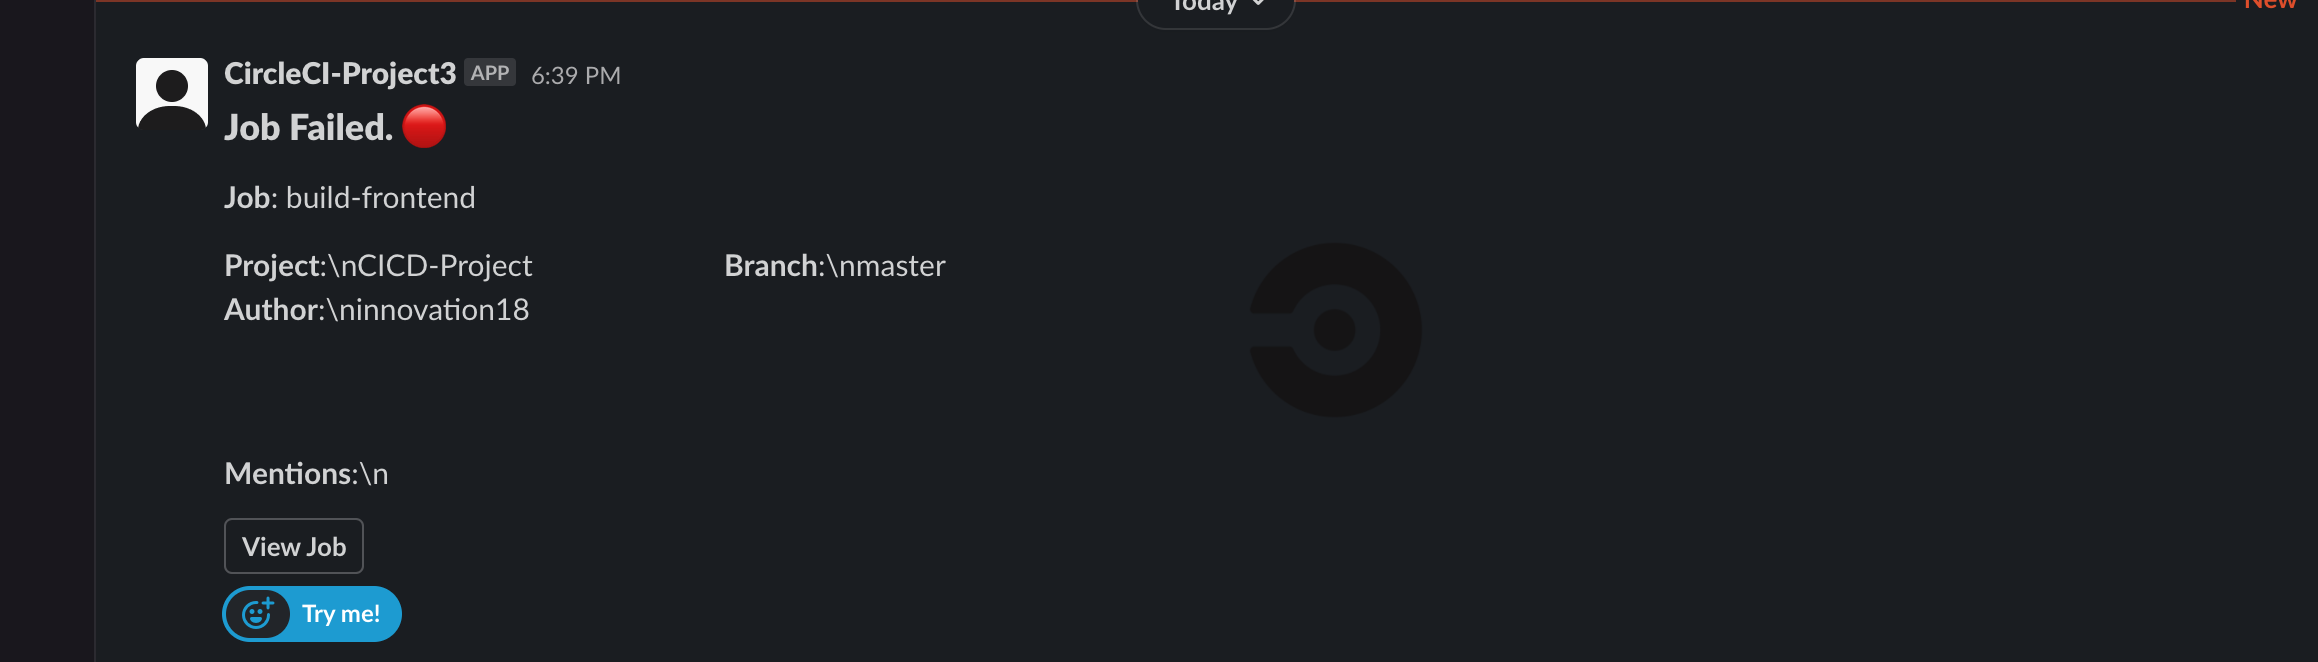 Today
New
CircleCI-Project3 APP 6:39 PM
Job Failed.
Job: build-frontend
Project:\nCICD-Project Branch:\nmaster
Author:\ninnovation18
Mentions:\n
View Job
Try me!